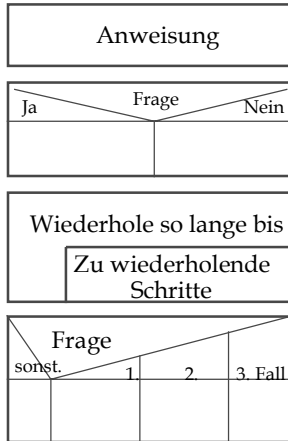 Anweisung
Ja Frage Nein
Wiederhole so lange bis
Zu wiederholende
Schritte
Frage
sonst. 1. 2. 3. Fall